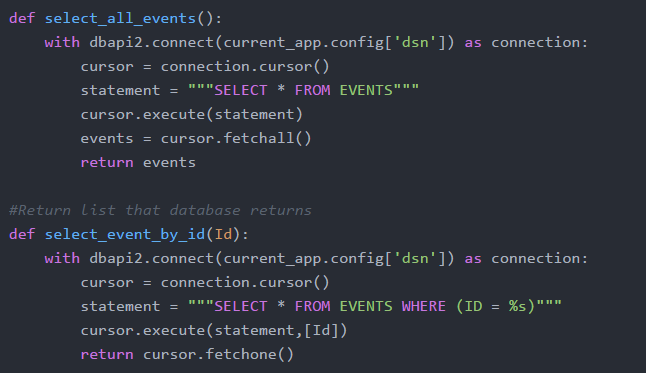 def select_all_events():
    with dbapi2.connect(current_app.config['dsn']) as connection:
        cursor = connection.cursor()
        statement = """SELECT * FROM EVENTS"""
        cursor.execute(statement)
        events = cursor.fetchall()
        return events

#Return list that database returns
def select_event_by_id(Id):
    with dbapi2.connect(current_app.config['dsn']) as connection:
        cursor = connection.cursor()
        statement = """SELECT * FROM EVENTS WHERE (ID = %s)"""
        cursor.execute(statement,[Id])
        return cursor.fetchone()